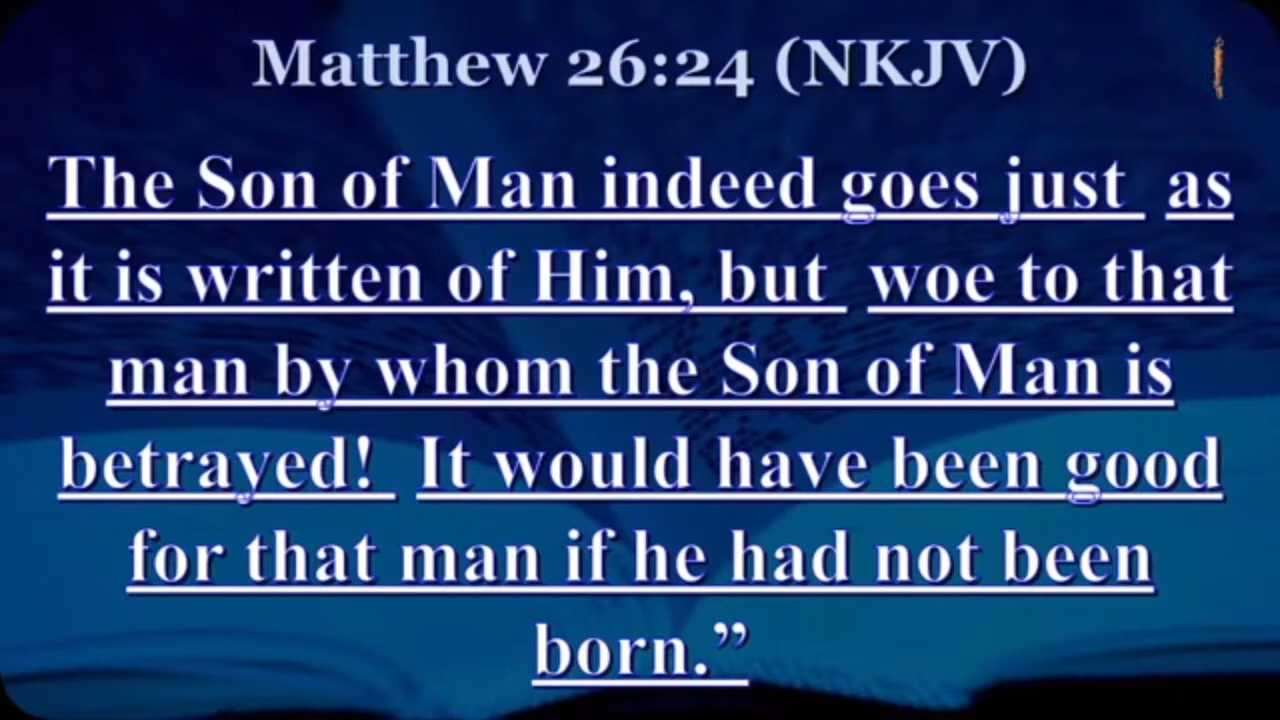 Matthew 26:24 (NKJV)
The Son of Man indeed goes just as
it is written of Him, but woe to that
man by whom the Son of Man is
betrayed! It would have been good
for that man if he had not been
born.”